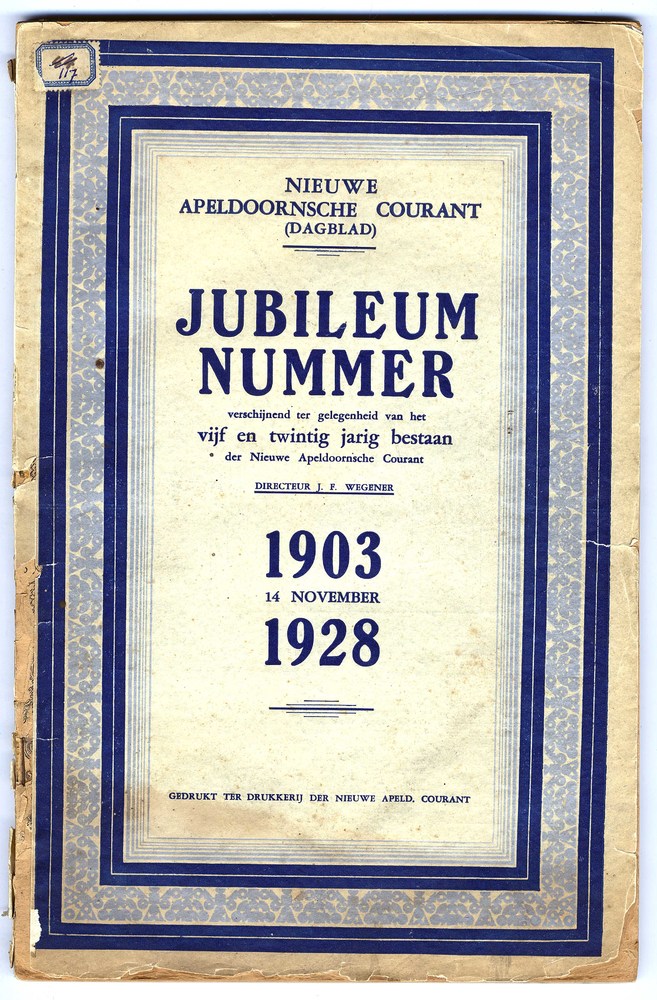 117
NIEUWE
APELDOORNSCHE COURANT
(DAGBLAD)
JUBILEUM
NUMMER
verschijnend ter gelegenheid van het
vijf en twintig jarig bestaan
der Nieuwe Apeldoornsche Courant
DIRECTEUR J. F. WEGENER
1903
14 NOVEMBER
1928
GEDRUKT TER DRUKKERIJ DER NIEUWE APELD. COURANT